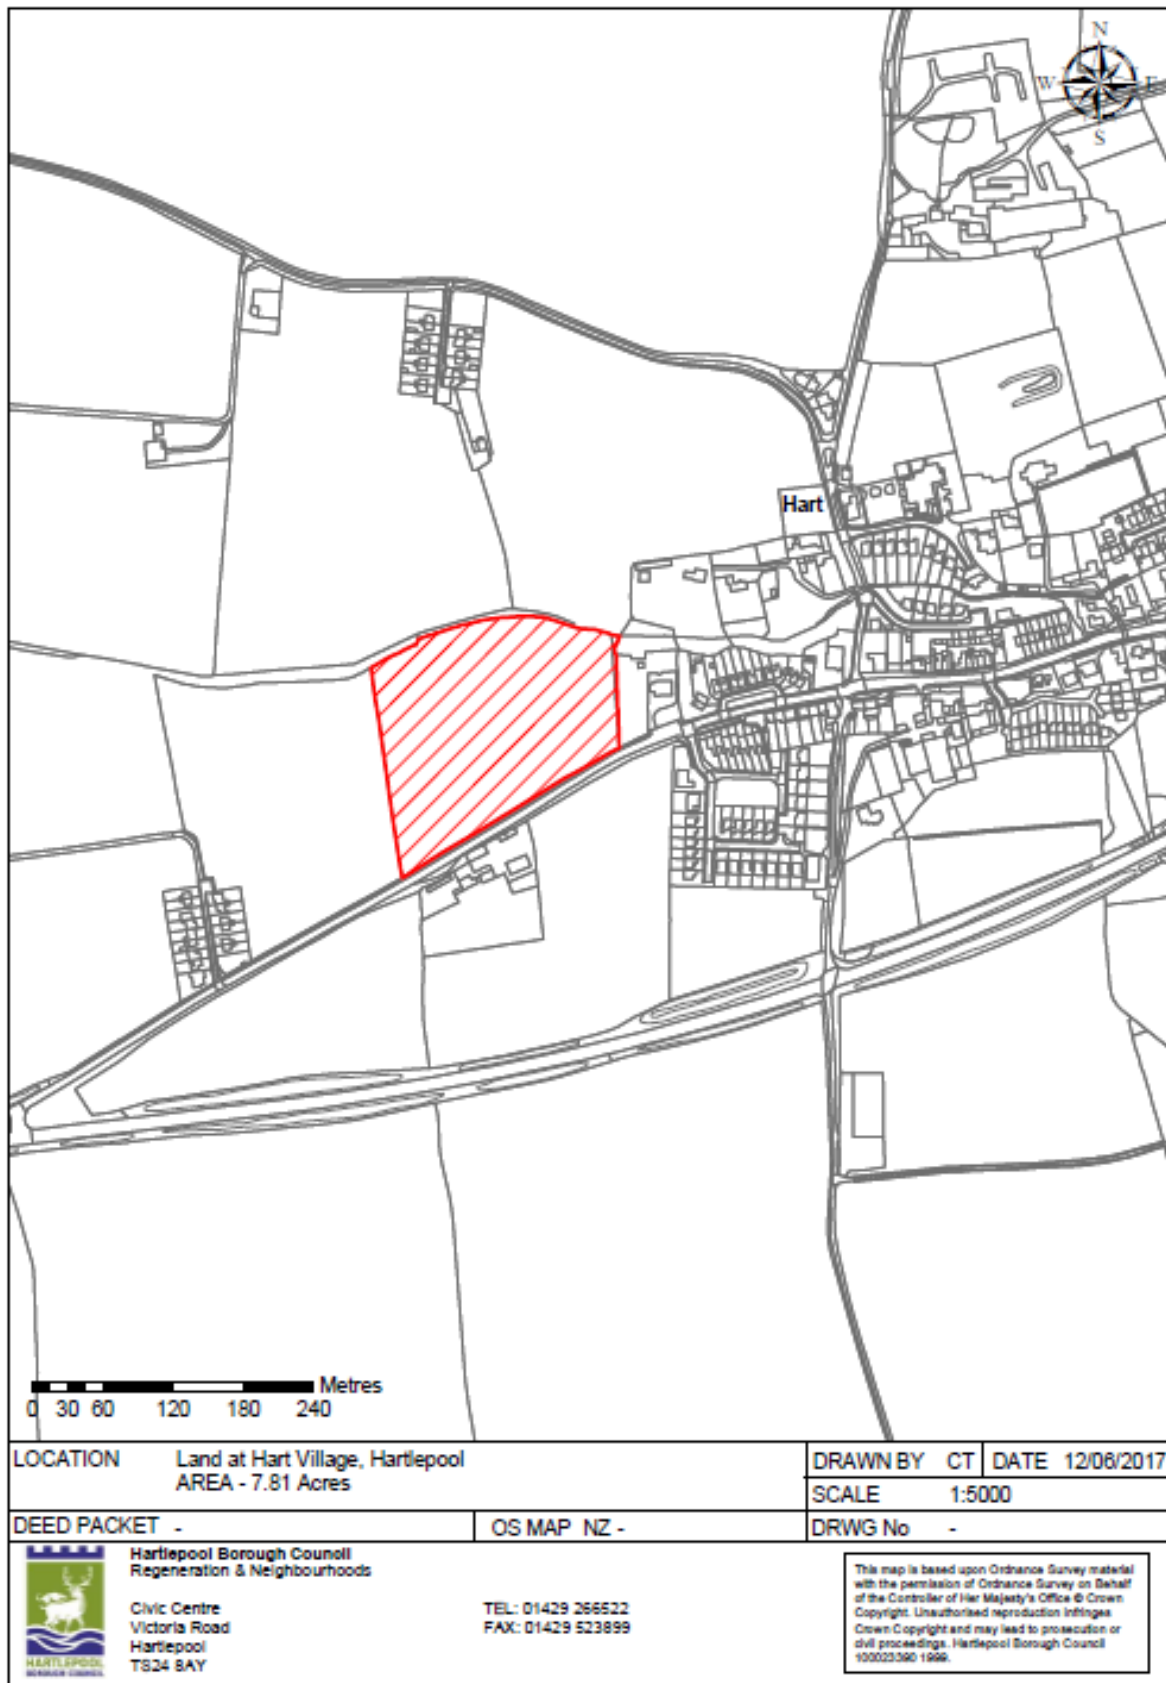 N
W E
S
Hart
Metres
0 30 60 120 180 240
LOCATION Land at Hart Village, Hartlepool
AREA - 7.81 Acres
DRAWN BY CT DATE 12/06/2017
SCALE 1:5000
DEED PACKET - OS MAP NZ - DRWG No -
Hartlepool Borough Council
Regeneration & Neighbourhoods
Civic Centre
Victoria Road
Hartlepool
TS24 8AY
TEL: 01429 266522
FAX: 01429 523899
HARTLEPOOL
BOROUGH COUNCIL
This map is based upon Ordnance Survey material
with the permission of Ordnance Survey on Behalf
of the Controller of Her Majesty's Office © Crown
Copyright. Unauthorised reproduction infringes
Crown Copyright and may lead to prosecution or
civil proceedings. Hartlepool Borough Council
100023390 1999.